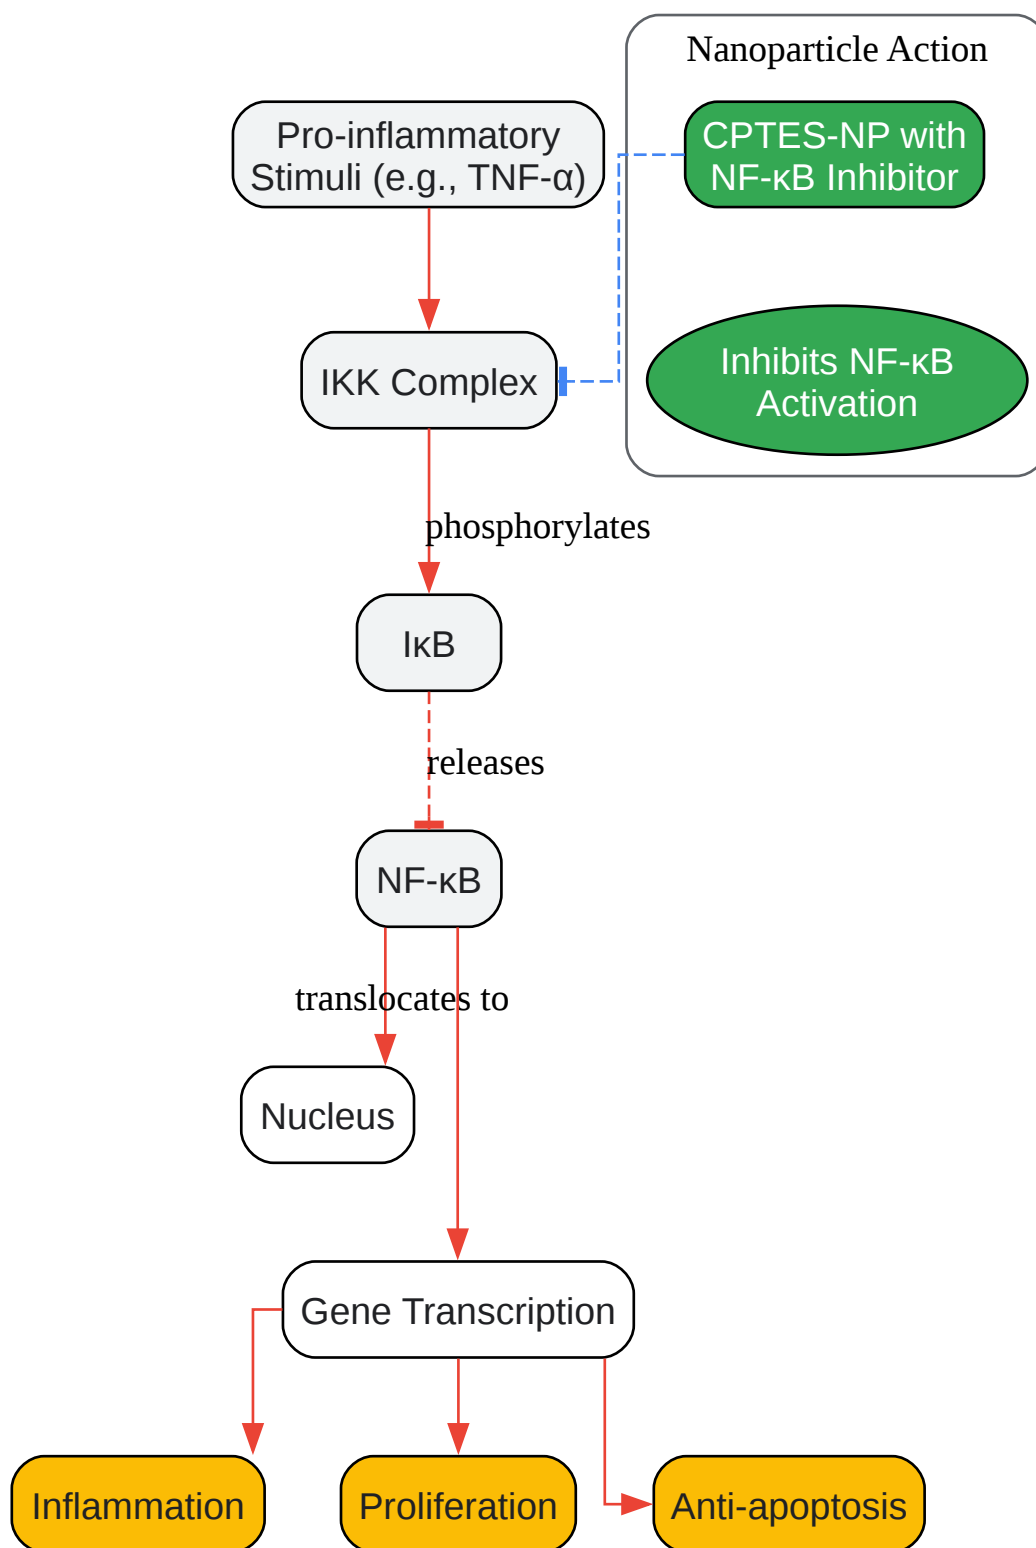 Nanoparticle Action
Pro-inflammatory
Stimuli (e.g., TNF-α)
CPTES-NP with
NF-κB Inhibitor
IKK Complex
Inhibits NF-κB
Activation
phosphorylates
IκB
releases
NF-κB
translocates to
Nucleus
Gene Transcription
Inflammation
Proliferation
Anti-apoptosis